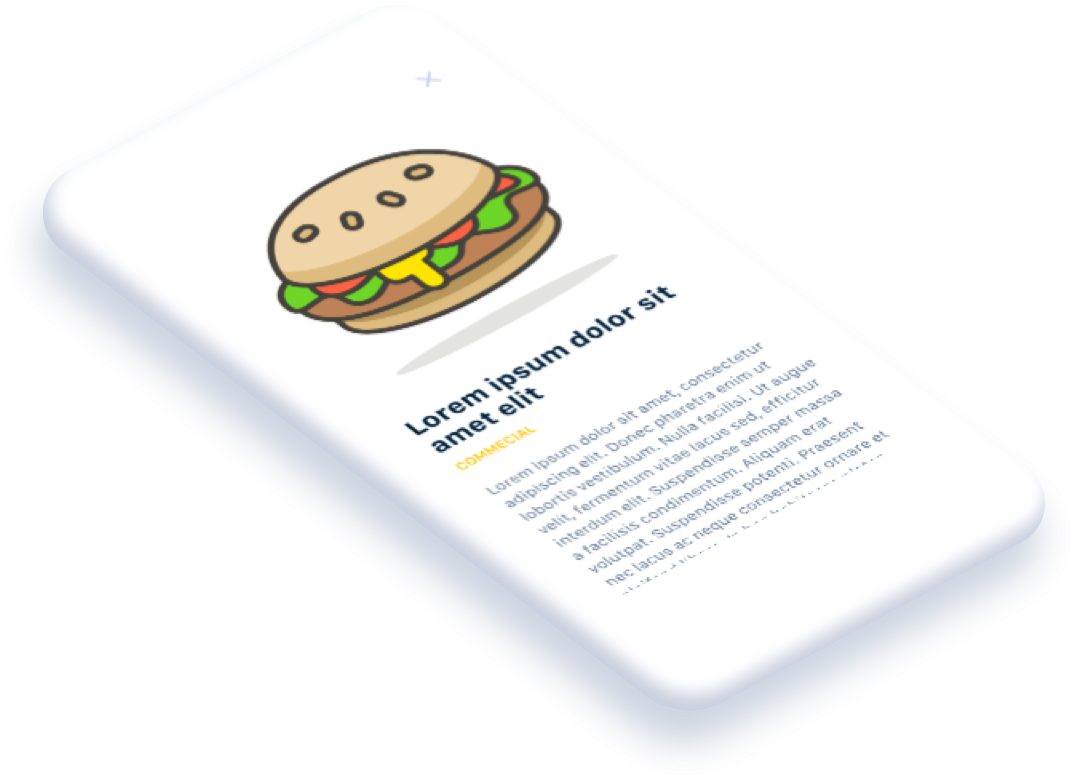 Lorem ipsum dolor sit
amet elit
COMMECIAL
Lorem ipsum dolor sit amet, consectetur
adipiscing elit. Donec pharetra enim ut
lobortis vestibulum. Nulla facilisi. Ut augue
velit, fermentum vitae lacus sed, efficitur
interdum elit. Suspendisse semper massa
a facilisis condimentum. Aliquam erat
volutpat. Suspendisse potenti. Praesent
nec lacus ac neque consectetur ornare et